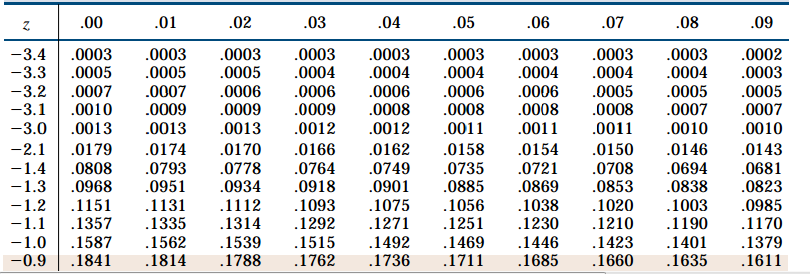 z .00 .01 .02 .03 .04 .05 .06 .07 .08 .09
−3.4 .0003 .0003 .0003 .0003 .0003 .0003 .0003 .0003 .0003 .0002
−3.3 .0005 .0005 .0005 .0004 .0004 .0004 .0004 .0004 .0004 .0003
−3.2 .0007 .0007 .0006 .0006 .0006 .0006 .0006 .0005 .0005 .0005
−3.1 .0010 .0009 .0009 .0009 .0008 .0008 .0008 .0008 .0007 .0007
−3.0 .0013 .0013 .0013 .0012 .0012 .0011 .0011 .0011 .0010 .0010
−2.1 .0179 .0174 .0170 .0166 .0162 .0158 .0154 .0150 .0146 .0143
−1.4 .0808 .0793 .0778 .0764 .0749 .0735 .0721 .0708 .0694 .0681
−1.3 .0968 .0951 .0934 .0918 .0901 .0885 .0869 .0853 .0838 .0823
−1.2 .1151 .1131 .1112 .1093 .1075 .1056 .1038 .1020 .1003 .0985
−1.1 .1357 .1335 .1314 .1292 .1271 .1251 .1230 .1210 .1190 .1170
−1.0 .1587 .1562 .1539 .1515 .1492 .1469 .1446 .1423 .1401 .1379
−0.9 .1841 .1814 .1788 .1762 .1736 .1711 .1685 .1660 .1635 .1611